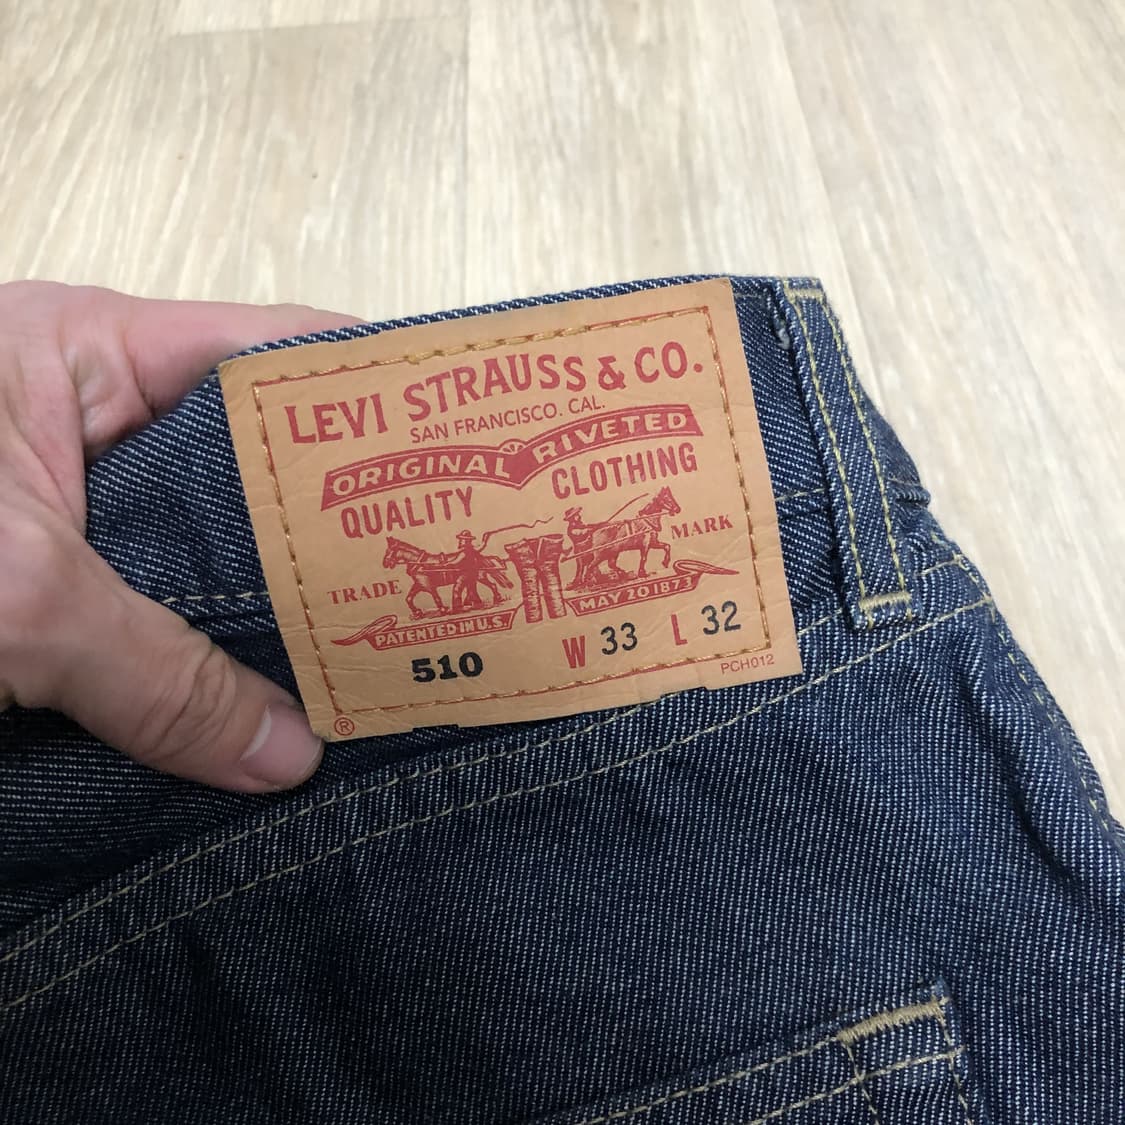 LEVI STRAUSS & CO.
SAN FRANCISCO. CAL.
ORIGINAL RIVETED
QUALITY CLOTHING
TRADE MARK
PATENTED IN U.S. MAY 20 1873
510 W 33 L 32
PCH012
®